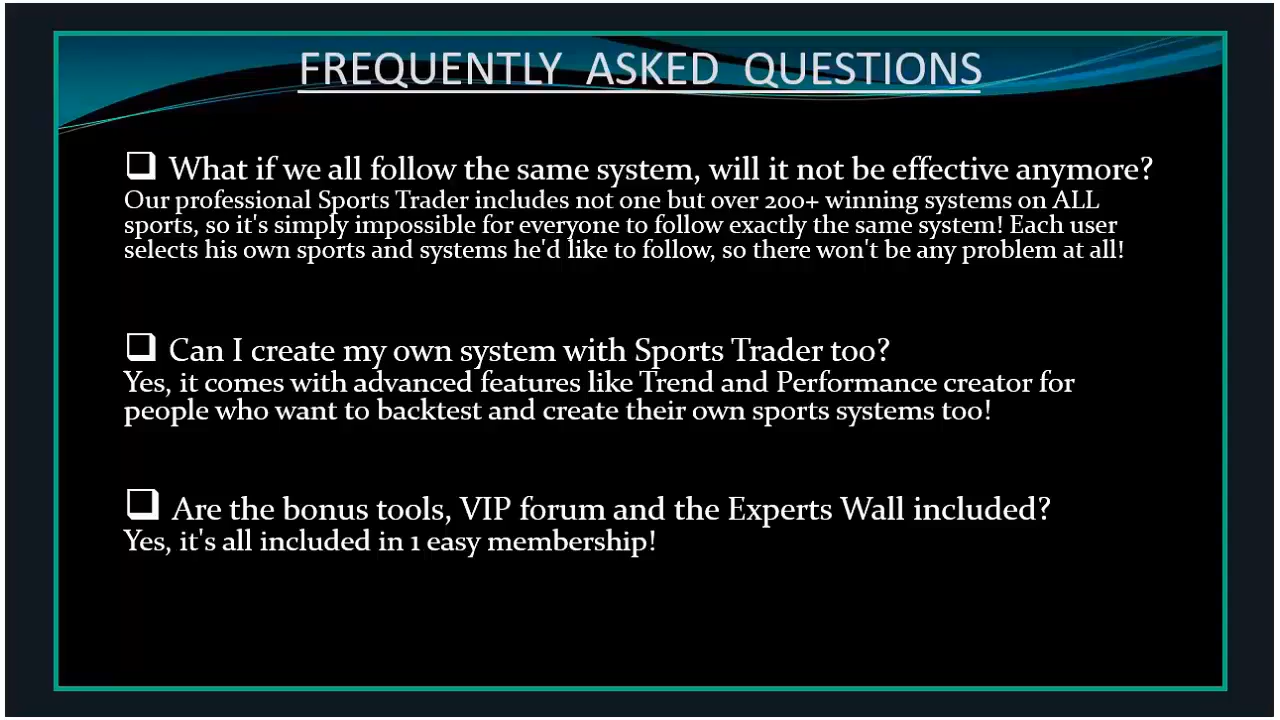 FREQUENTLY ASKED QUESTIONS
What if we all follow the same system, will it not be effective anymore?
Our professional Sports Trader includes not one but over 200+ winning systems on ALL
sports, so it's simply impossible for everyone to follow exactly the same system! Each user
selects his own sports and systems he'd like to follow, so there won't be any problem at all!
Can I create my own system with Sports Trader too?
Yes, it comes with advanced features like Trend and Performance creator for
people who want to backtest and create their own sports systems too!
Are the bonus tools, VIP forum and the Experts Wall included?
Yes, it's all included in 1 easy membership!